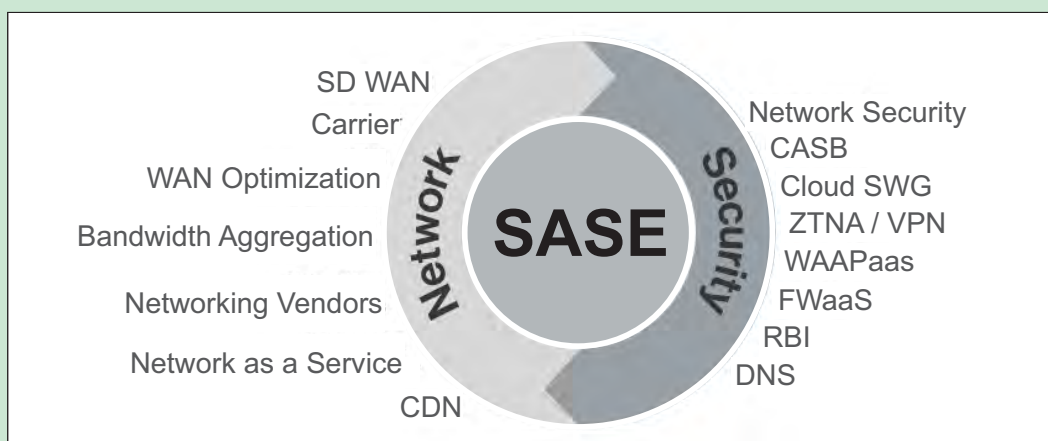 SD WAN
Carrier
WAN Optimization
Bandwidth Aggregation
Networking Vendors
Network as a Service
CDN
Network
SASE
Security
Network Security
CASB
Cloud SWG
ZTNA / VPN
WAAPaas
FWaaS
RBI
DNS